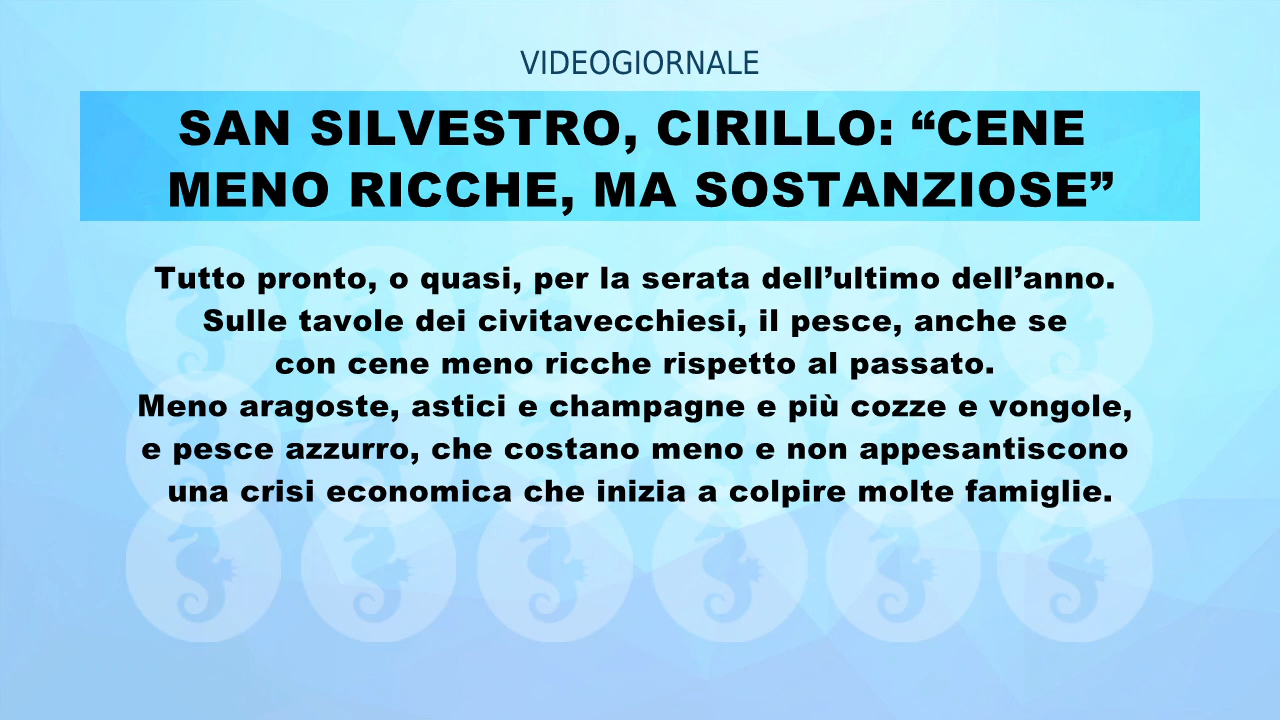 VIDEOGIORNALE
SAN SILVESTRO, CIRILLO: “CENE
MENO RICCHE, MA SOSTANZIOSE”
Tutto pronto, o quasi, per la serata dell’ultimo dell’anno.
Sulle tavole dei civitavecchiesi, il pesce, anche se
con cene meno ricche rispetto al passato.
Meno aragoste, astici e champagne e più cozze e vongole,
e pesce azzurro, che costano meno e non appesantiscono
una crisi economica che inizia a colpire molte famiglie.